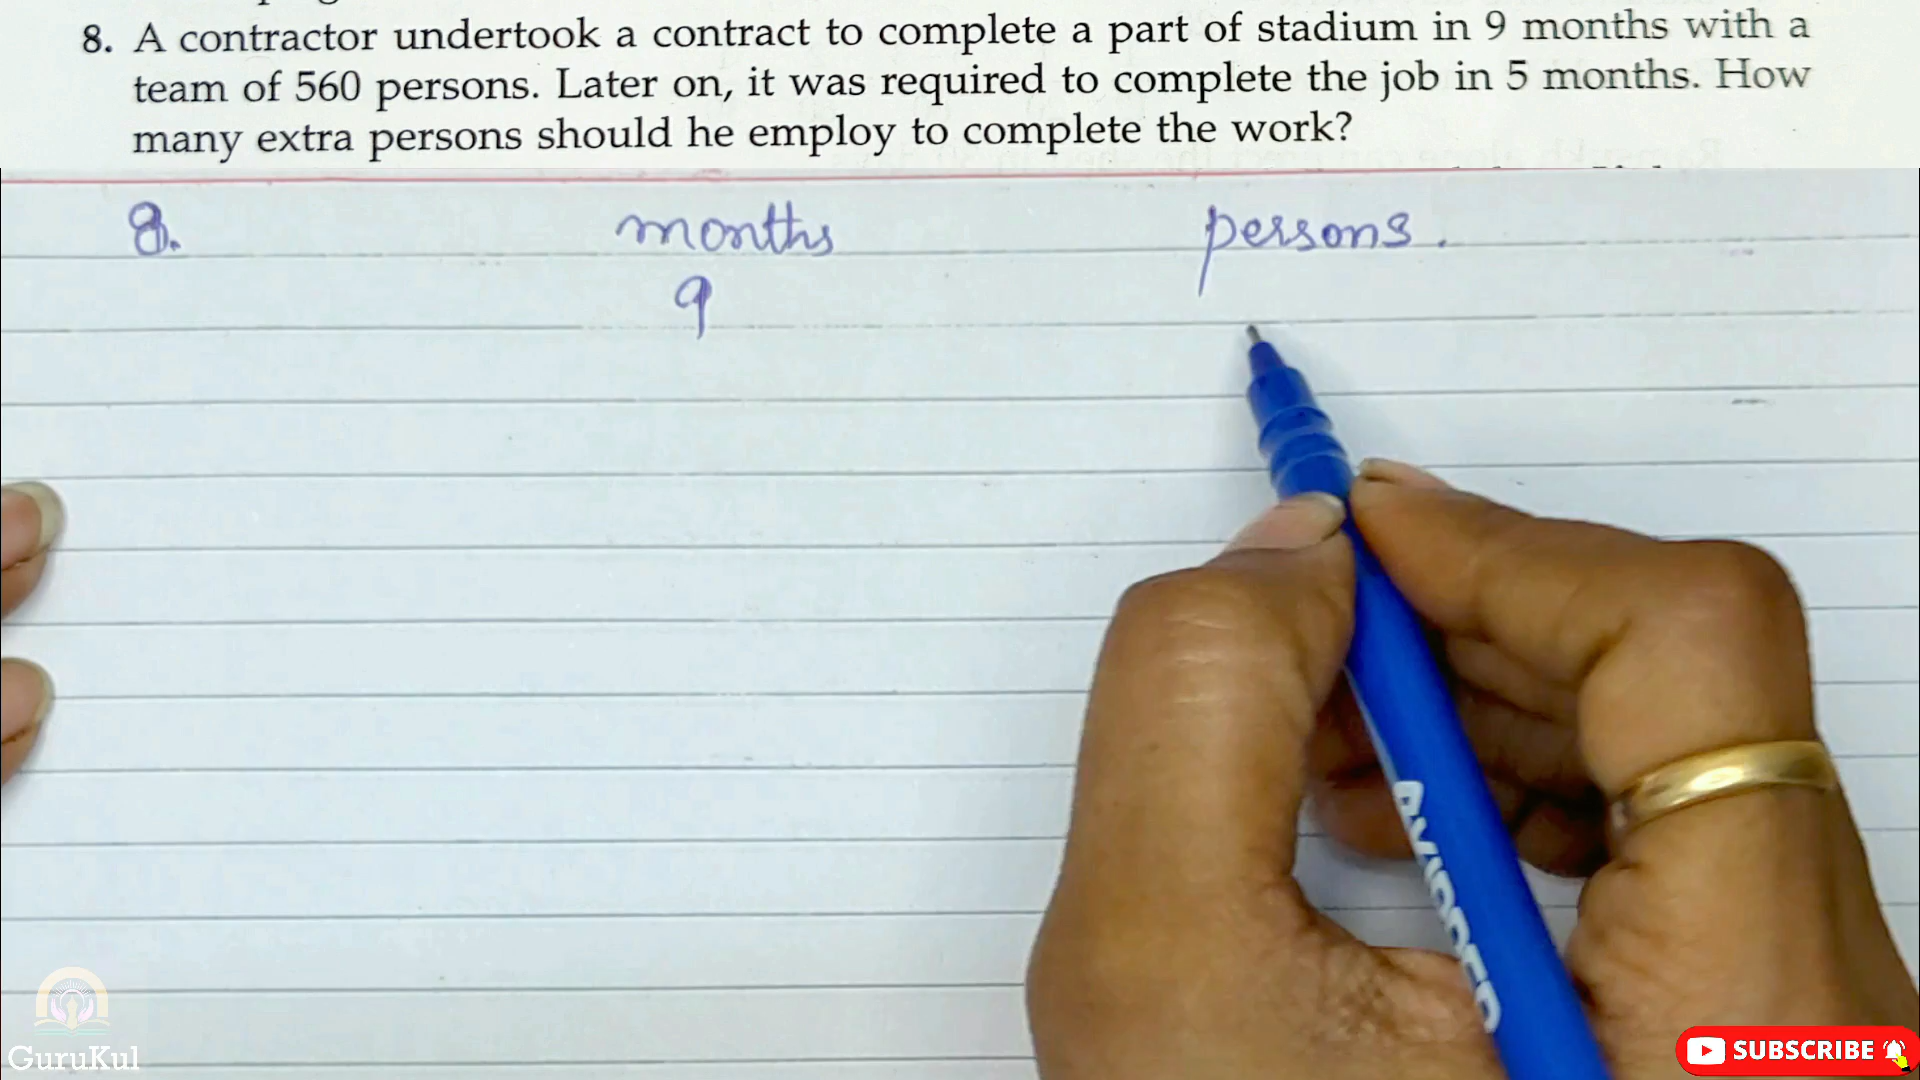 8. A contractor undertook a contract to complete a part of stadium in 9 months with a
team of 560 persons. Later on, it was required to complete the job in 5 months. How
many extra persons should he employ to complete the work?
8. months persons.
9
GuruKul
SUBSCRIBE